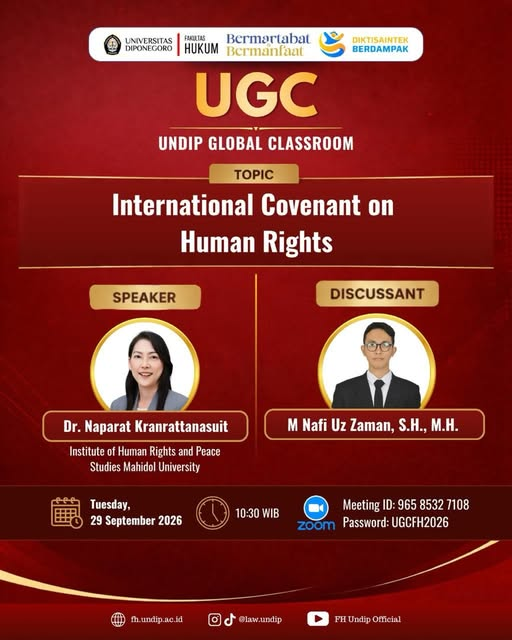 UNIVERSITAS
DIPONEGORO
FAKULTAS
HUKUM
Bermartabat
Bermanfaat
DIKTISAINTEK
BERDAMPAK
UGC
UNDIP GLOBAL CLASSROOM
TOPIC
International Covenant on
Human Rights
SPEAKER
Dr. Naparat Kranrattanasuit
Institute of Human Rights and Peace
Studies Mahidol University
DISCUSSANT
M Nafi Uz Zaman, S.H., M.H.
Tuesday,
29 September 2026
10:30 WIB
zoom
Meeting ID: 965 8532 7108
Password: UGCFH2026
fh.undip.ac.id
@law.undip
FH Undip Official